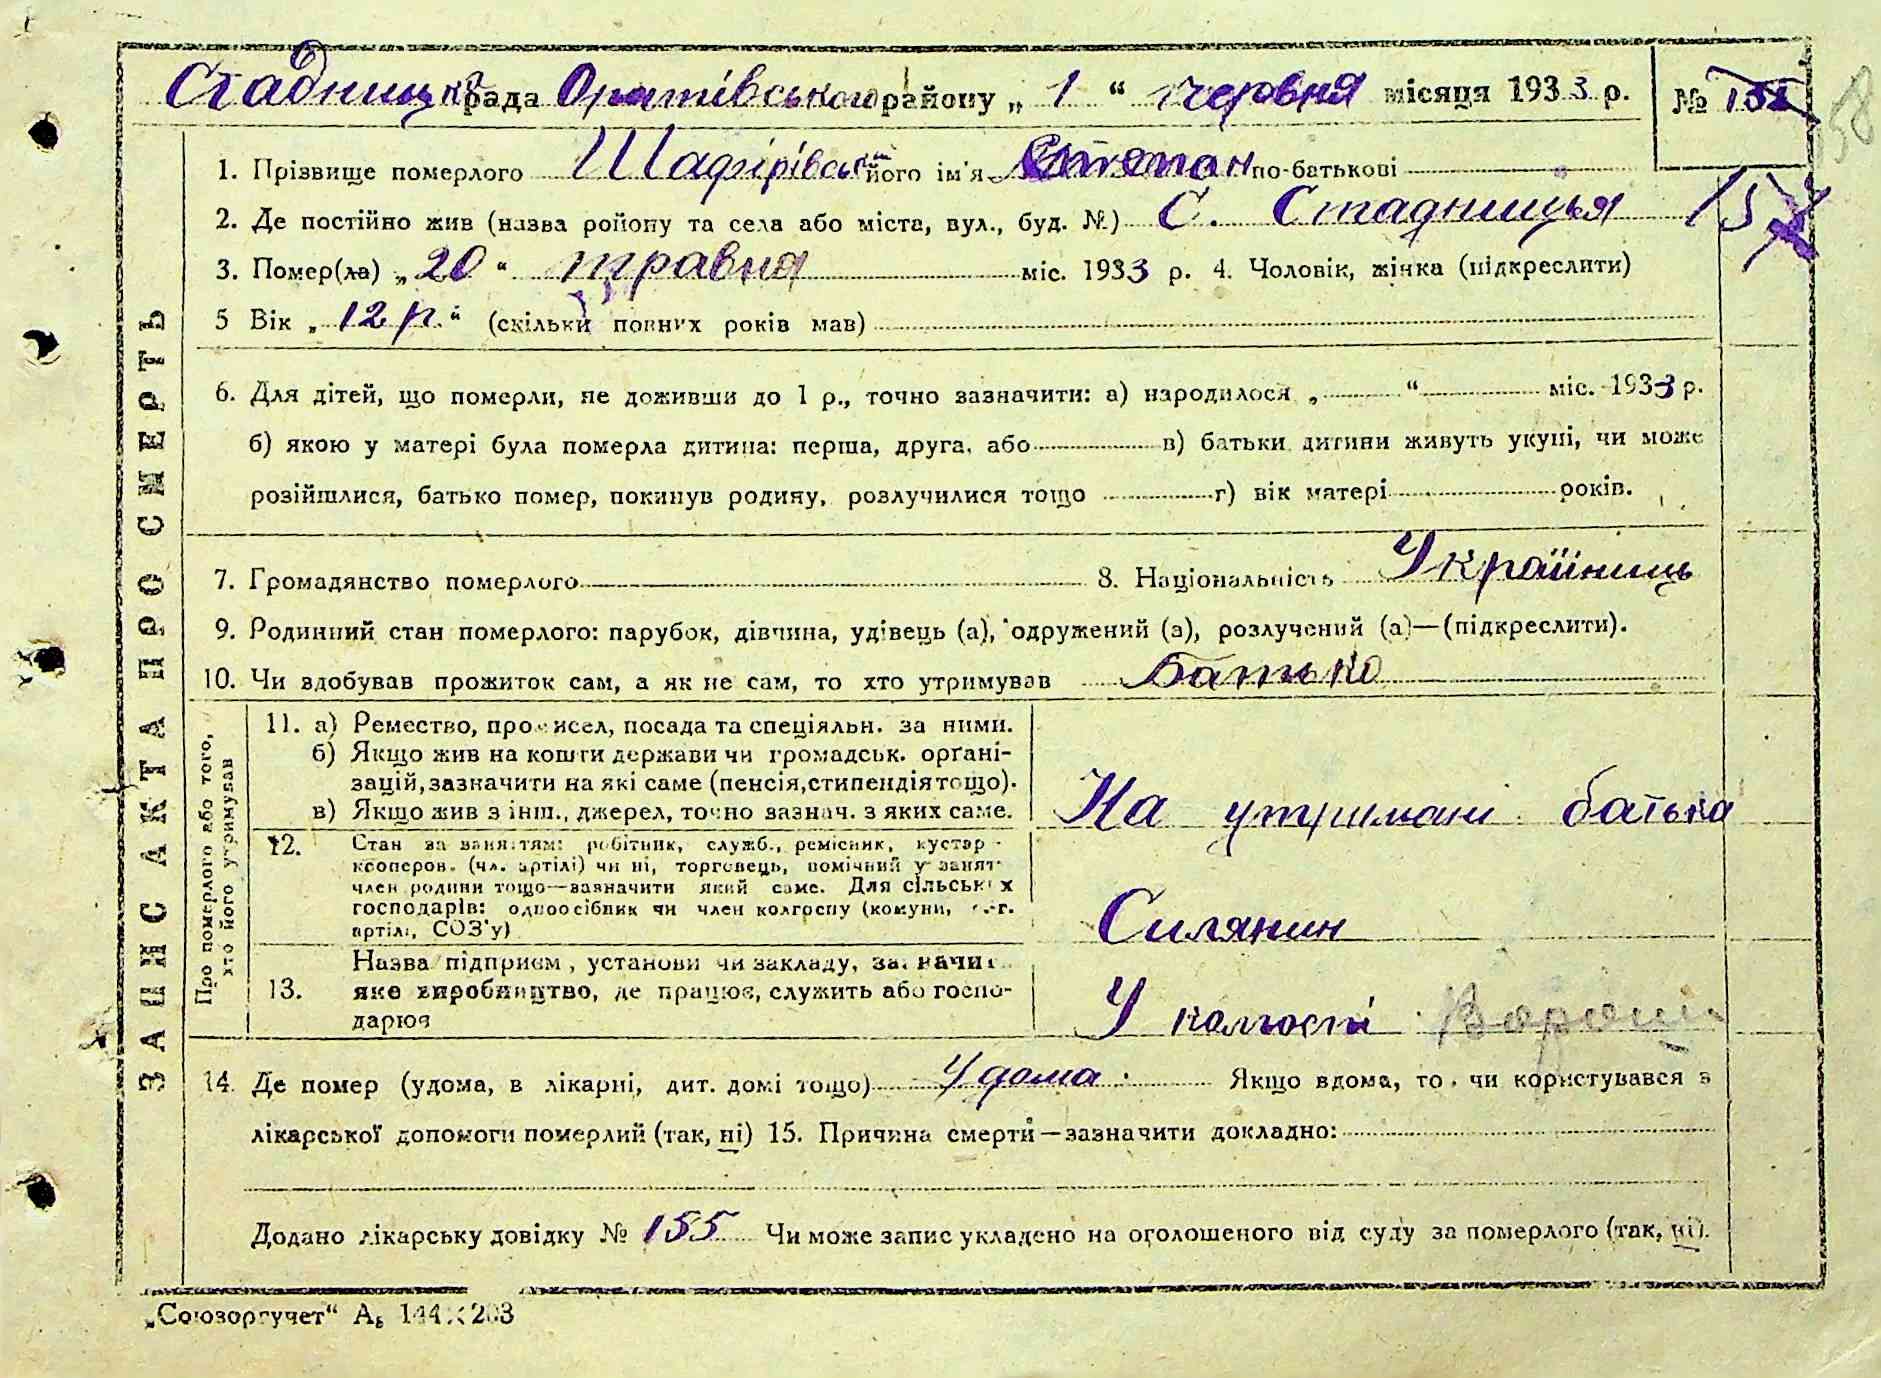 Стадницька рада Оратівського району „ 1 “ червня місяця 1933 р. №
158
1. Прізвище померлого Шафірівськ його ім'я Степан по-батькові
157
2. Де постійно жив (назва ройону та села або міста, вул., буд. №) С. Стадниця
3. Помер(ла) „ 20 “ травня міс. 1933 р. 4. Чоловік, жінка (підкреслити)
5 Вік „ 12 р. “ (скільки повних років мав)
6. Для дітей, що померли, не доживши до 1 р., точно зазначити: а) народилося „ “ міс. 1933 р.
б) якою у матері була померла дитина: перша, друга, або в) батьки дитини живуть укупі, чи може
розійшлися, батько помер, покинув родину, розлучилися тощо г) вік матері років.
7. Громадянство померлого 8. Національність Україниць
9. Родинний стан померлого: парубок, дівчина, удівець (а), одружений (а), розлучений (а)—(підкреслити).
10. Чи здобував прожиток сам, а як не сам, то хто утримував Батько
ЗАПИС АКТА ПРО СМЕРТЬ
Про померлого або того, хто його утримував
11. а) Ремество, промисел, посада та спеціяльн. за ними.
б) Якщо жив на кошти держави чи громадськ. орґані-
зацій, зазначити на які саме (пенсія, стипендія тощо).
в) Якщо жив з інш., джерел, точно зазнач. з яких саме.
На утримані батька
12. Стан за заняттям: робітник, служб., ремісник, кустар -
кооперов. (чл. артілі) чи ні, торговець, помічний у занят
член родини тощо—зазначити який саме. Для сільських
господарів: одноосібник чи член колгоспу (комуни, с.-г.
артілі, СОЗ'у)
Силянин
13. Назва підприєм , установи чи закладу, зазначит
яке виробництво, де працює, служить або госпо-
дарює
У колгоспі
14. Де помер (удома, в лікарні, дит. домі тощо) У дома. Якщо вдома, то чи користувався з
лікарської допомоги померлий (так, ні) 15. Причина смерти—зазначити докладно:
Додано лікарську довідку № 155 Чи може запис укладено на оголошеного від суду за померлого (так, ні).
„Союзоргучет“